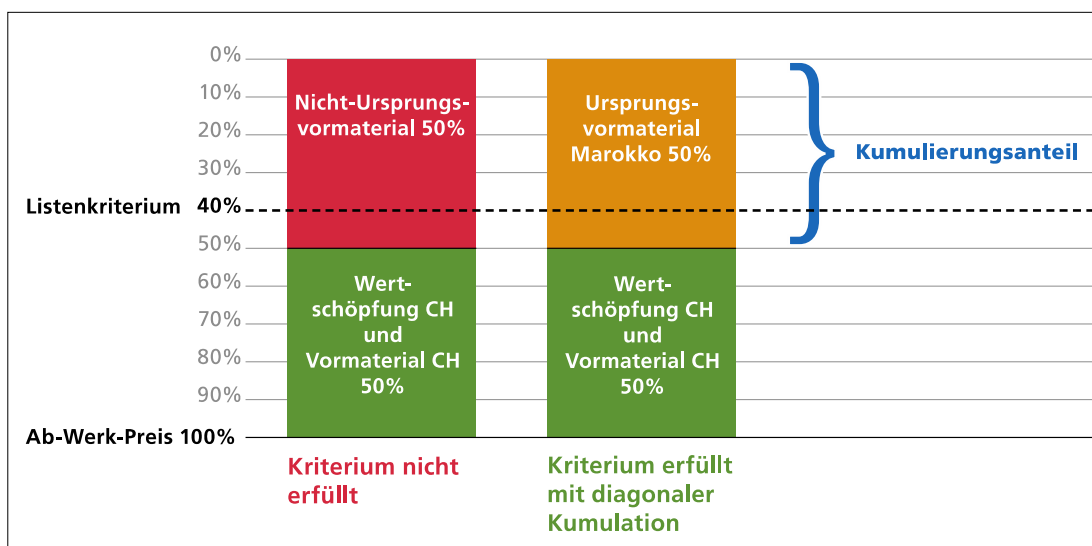 0%
10%
20%
30%
Listenkriterium 40%
50%
60%
70%
80%
90%
Ab-Werk-Preis 100%
Nicht-Ursprungs-
vormaterial 50%
Wert-
schöpfung CH
und
Vormaterial CH
50%
Kriterium nicht
erfüllt
Ursprungs-
vormaterial
Marokko 50%
Wert-
schöpfung CH
und
Vormaterial CH
50%
Kriterium erfüllt
mit diagonaler
Kumulation
Kumulierungsanteil